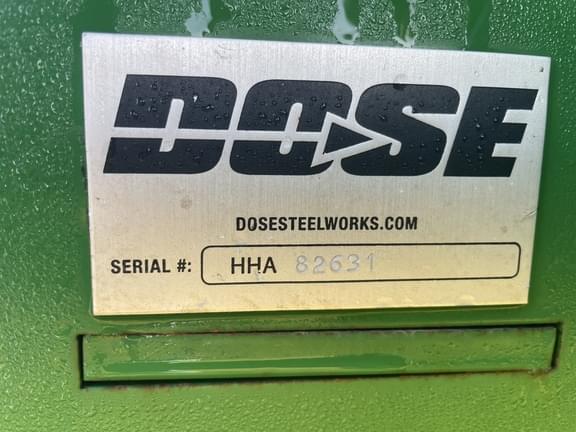 DOSE
DOSESTEELWORKS.COM
SERIAL #: HHA 82631